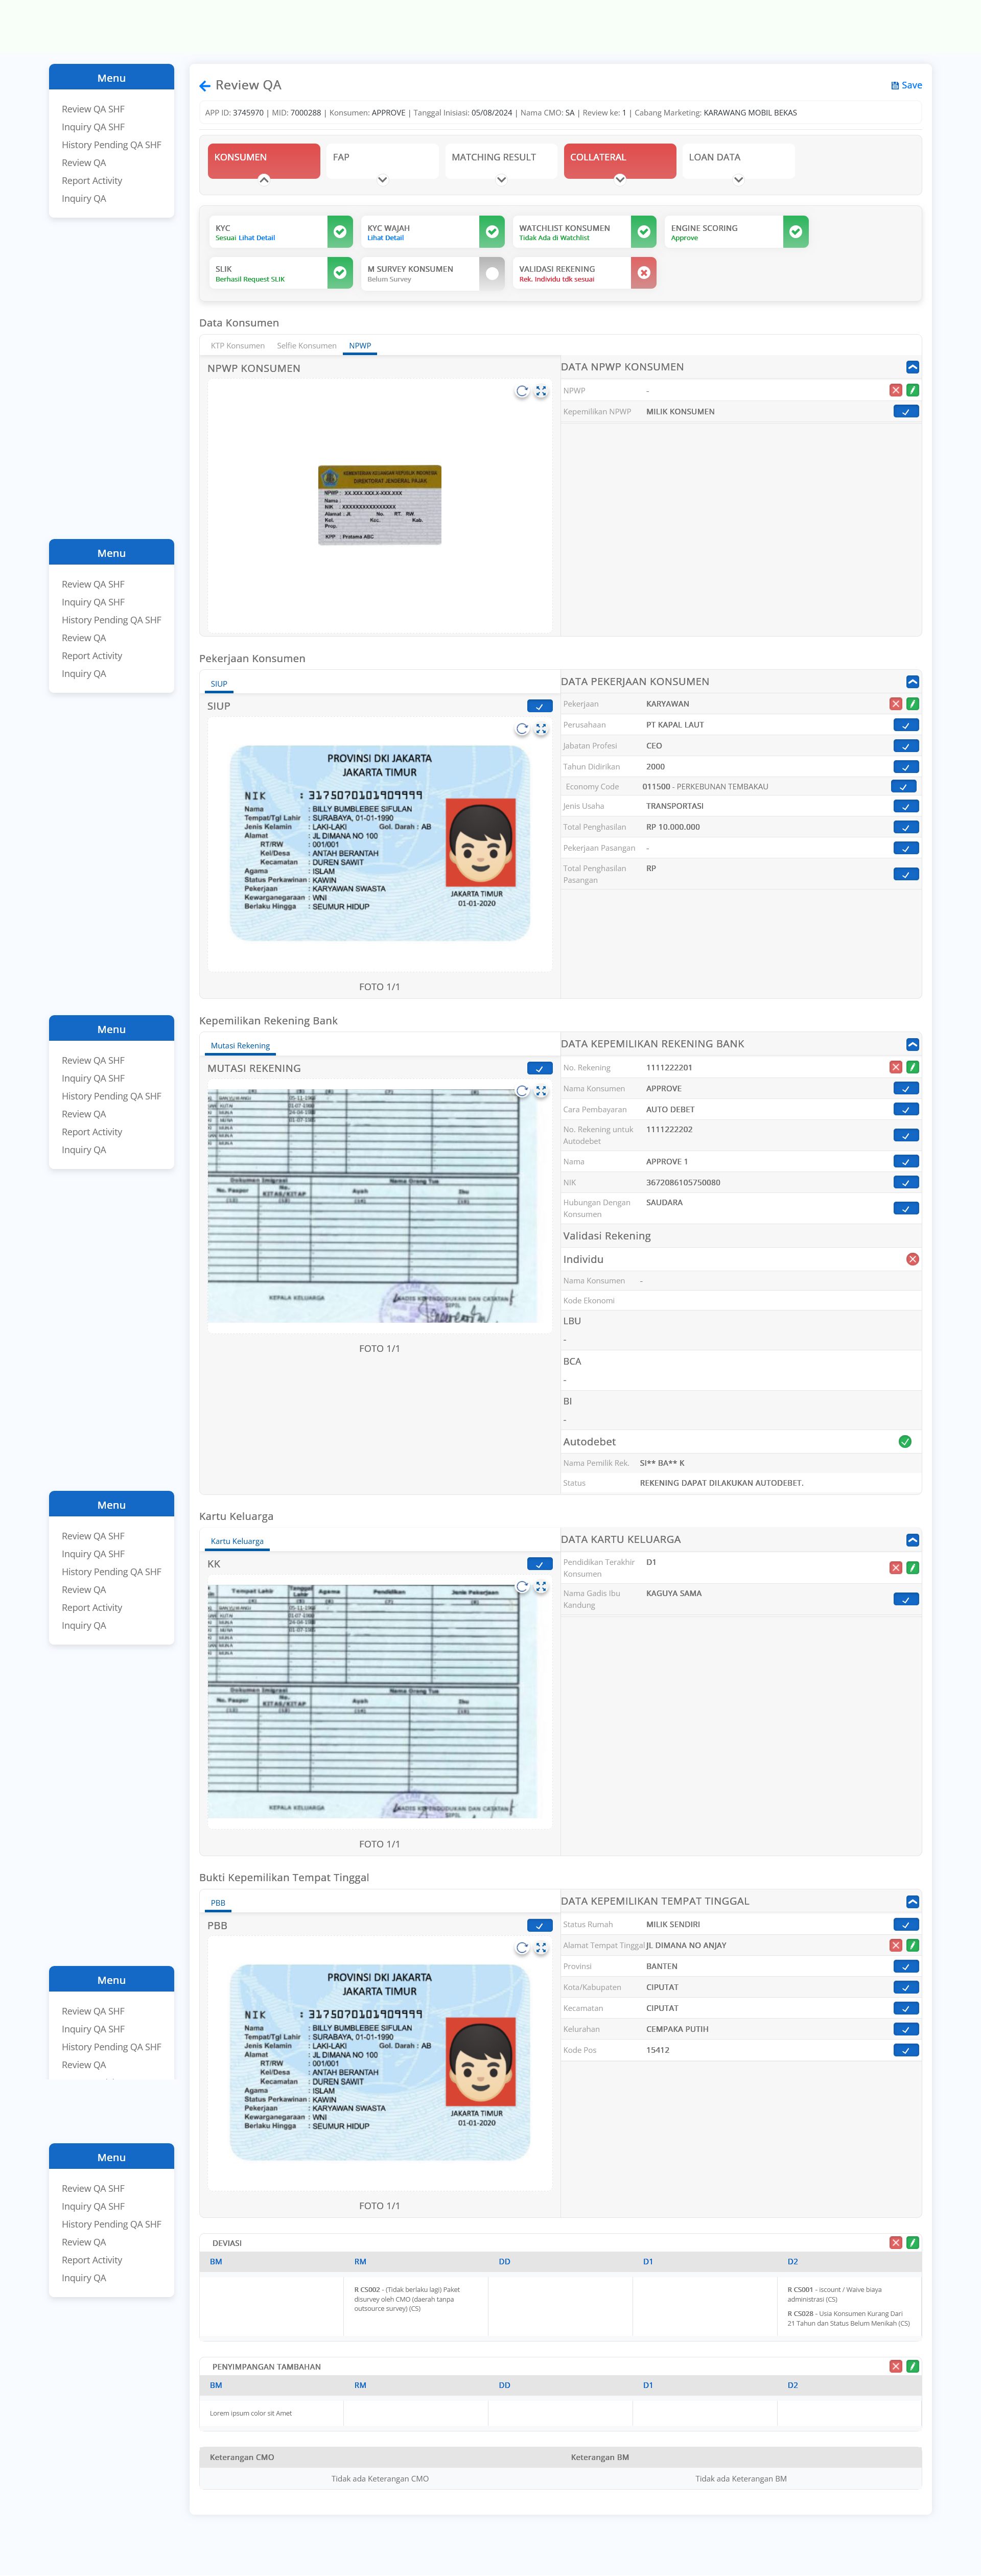 Menu
Review QA SHF
Inquiry QA SHF
History Pending QA SHF
Review QA
Report Activity
Inquiry QA
Review QA
Save
APP ID: 3745970 | MID: 7000288 | Konsumen: APPROVE | Tanggal Inisiasi: 05/08/2024 | Nama CMO: SA | Review ke: 1 | Cabang Marketing: KARAWANG MOBIL BEKAS
KONSUMEN
FAP
MATCHING RESULT
COLLATERAL
LOAN DATA
KYC
Sesuai Lihat Detail
KYC WAJAH
Lihat Detail
WATCHLIST KONSUMEN
Tidak Ada di Watchlist
ENGINE SCORING
Approve
SLIK
Berhasil Request SLIK
M SURVEY KONSUMEN
Belum Survey
VALIDASI REKENING
Rek. Individu tdk sesuai
Data Konsumen
KTP Konsumen Selfie Konsumen NPWP
NPWP KONSUMEN
KEMENTERIAN KEUANGAN REPUBLIK INDONESIA
DIREKTORAT JENDERAL PAJAK
NPWP : XX.XXX.XXX.X-XXX.XXX
Nama :
NIK : XXXXXXXXXXXXXXXX
Alamat : Jl. No. RT. RW.
Kel. Kec. Kab.
Prop.
KPP : Pratama ABC
DATA NPWP KONSUMEN
NPWP -
Kepemilikan NPWP MILIK KONSUMEN
Menu
Review QA SHF
Inquiry QA SHF
History Pending QA SHF
Review QA
Report Activity
Inquiry QA
Pekerjaan Konsumen
SIUP
SIUP
PROVINSI DKI JAKARTA
JAKARTA TIMUR
NIK : 3175070101909999
Nama : BILLY BUMBLEBEE SIFULAN
Tempat/Tgl Lahir : SURABAYA, 01-01-1990
Jenis Kelamin : LAKI-LAKI Gol. Darah : AB
Alamat : JL DIMANA NO 100
RT/RW : 001/001
Kel/Desa : ANTAH BERANTAH
Kecamatan : DUREN SAWIT
Agama : ISLAM
Status Perkawinan : KAWIN
Pekerjaan : KARYAWAN SWASTA
Kewarganegaraan : WNI
Berlaku Hingga : SEUMUR HIDUP
JAKARTA TIMUR
01-01-2020
FOTO 1/1
DATA PEKERJAAN KONSUMEN
Pekerjaan KARYAWAN
Perusahaan PT KAPAL LAUT
Jabatan Profesi CEO
Tahun Didirikan 2000
Economy Code 011500 - PERKEBUNAN TEMBAKAU
Jenis Usaha TRANSPORTASI
Total Penghasilan RP 10.000.000
Pekerjaan Pasangan -
Total Penghasilan Pasangan RP
Menu
Review QA SHF
Inquiry QA SHF
History Pending QA SHF
Review QA
Report Activity
Inquiry QA
Kepemilikan Rekening Bank
Mutasi Rekening
MUTASI REKENING
Dokumen Imigrasi
Nama Orang Tua
No. Paspor
No. KITAS/KITAP
Ayah
Ibu
KEPALA KELUARGA
FOTO 1/1
DATA KEPEMILIKAN REKENING BANK
No. Rekening 1111222201
Nama Konsumen APPROVE
Cara Pembayaran AUTO DEBET
No. Rekening untuk Autodebet 1111222202
Nama APPROVE 1
NIK 3672086105750080
Hubungan Dengan Konsumen SAUDARA
Validasi Rekening
Individu
Nama Konsumen -
Kode Ekonomi
LBU
-
BCA
-
BI
-
Autodebet
Nama Pemilik Rek. SI** BA** K
Status REKENING DAPAT DILAKUKAN AUTODEBET.
Menu
Review QA SHF
Inquiry QA SHF
History Pending QA SHF
Review QA
Report Activity
Inquiry QA
Kartu Keluarga
Kartu Keluarga
KK
Tempat Lahir
Tanggal Lahir
Agama
Pendidikan
Jenis Pekerjaan
Dokumen Imigrasi
Nama Orang Tua
No. Paspor
No. KITAS/KITAP
Ayah
Ibu
KEPALA KELUARGA
FOTO 1/1
DATA KARTU KELUARGA
Pendidikan Terakhir Konsumen D1
Nama Gadis Ibu Kandung KAGUYA SAMA
Bukti Kepemilikan Tempat Tinggal
PBB
PBB
PROVINSI DKI JAKARTA
JAKARTA TIMUR
NIK : 3175070101909999
Nama : BILLY BUMBLEBEE SIFULAN
Tempat/Tgl Lahir : SURABAYA, 01-01-1990
Jenis Kelamin : LAKI-LAKI Gol. Darah : AB
Alamat : JL DIMANA NO 100
RT/RW : 001/001
Kel/Desa : ANTAH BERANTAH
Kecamatan : DUREN SAWIT
Agama : ISLAM
Status Perkawinan : KAWIN
Pekerjaan : KARYAWAN SWASTA
Kewarganegaraan : WNI
Berlaku Hingga : SEUMUR HIDUP
JAKARTA TIMUR
01-01-2020
FOTO 1/1
DATA KEPEMILIKAN TEMPAT TINGGAL
Status Rumah MILIK SENDIRI
Alamat Tempat Tinggal JL DIMANA NO ANJAY
Provinsi BANTEN
Kota/Kabupaten CIPUTAT
Kecamatan CIPUTAT
Kelurahan CEMPAKA PUTIH
Kode Pos 15412
Menu
Review QA SHF
Inquiry QA SHF
History Pending QA SHF
Review QA
Menu
Review QA SHF
Inquiry QA SHF
History Pending QA SHF
Review QA
Report Activity
Inquiry QA
DEVIASI
BM RM DD D1 D2
R CS002 - (Tidak berlaku lagi) Paket
disurvey oleh CMO (daerah tanpa
outsource survey) (CS)
R CS001 - iscount / Waive biaya
administrasi (CS)
R CS028 - Usia Konsumen Kurang Dari
21 Tahun dan Status Belum Menikah (CS)
PENYIMPANGAN TAMBAHAN
BM RM DD D1 D2
Lorem ipsum color sit Amet
Keterangan CMO Keterangan BM
Tidak ada Keterangan CMO Tidak ada Keterangan BM